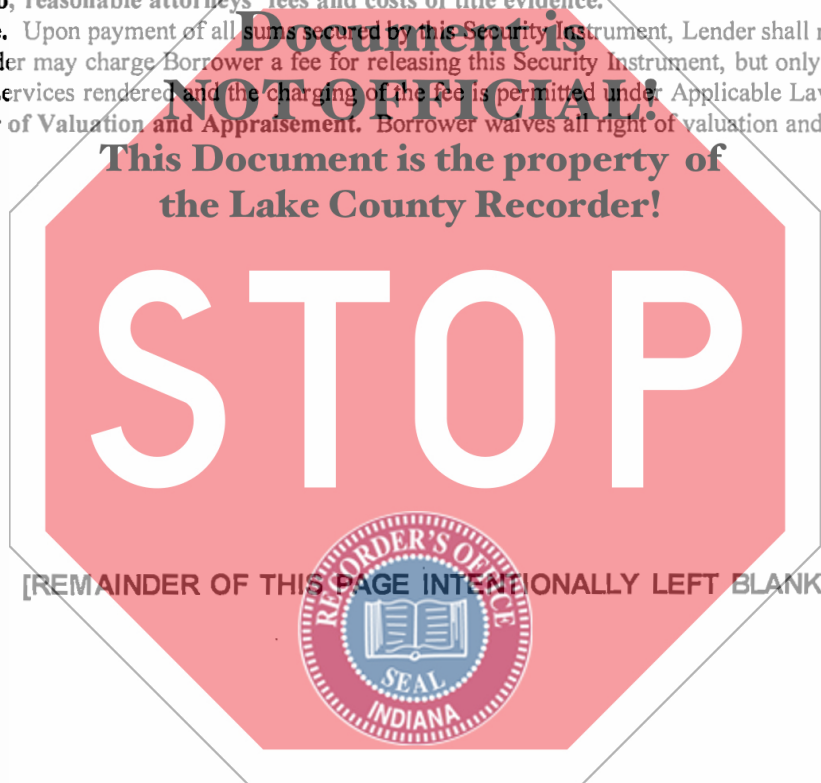 , reasonable attorneys' fees and costs of title evidence.
e. Upon payment of all sums secured by this Security Instrument, Lender shall
Document is
er may charge Borrower a fee for releasing this Security Instrument, but only
ervices rendered and the charging of the fee is permitted under Applicable La
NOT OFFICIAL!
of Valuation and Appraisement. Borrower waives all right of valuation and
This Document is the property of
the Lake County Recorder!
STOP
[REMAINDER OF THIS PAGE INTENTIONALLY LEFT BLANK
RECORDER'S OFFICE
SEAL
INDIANA